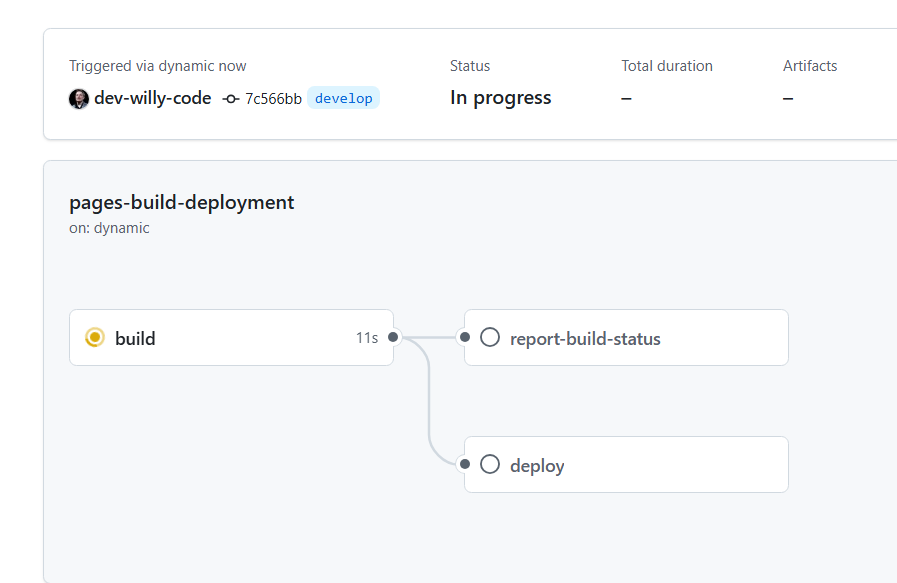 Triggered via dynamic now
dev-willy-code 7c566bb develop
Status
In progress
Total duration
–
Artifacts
–
pages-build-deployment
on: dynamic
build 11s
report-build-status
deploy